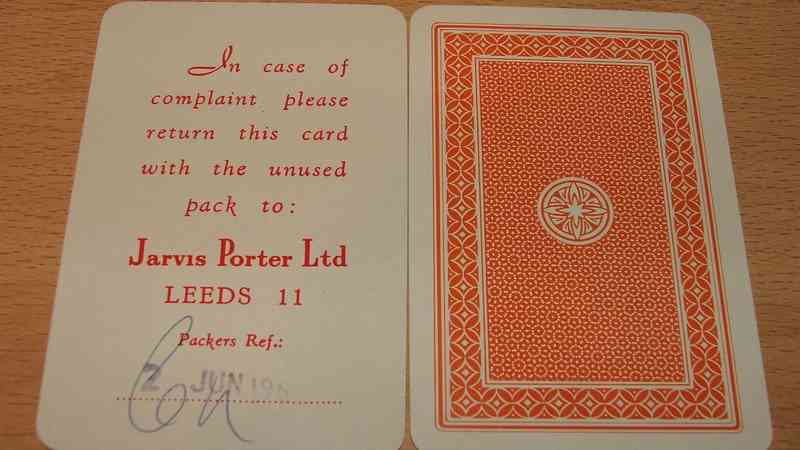 In case of
complaint please
return this card
with the unused
pack to:
Jarvis Porter Ltd
LEEDS 11
Packers Ref.:
2 JUN